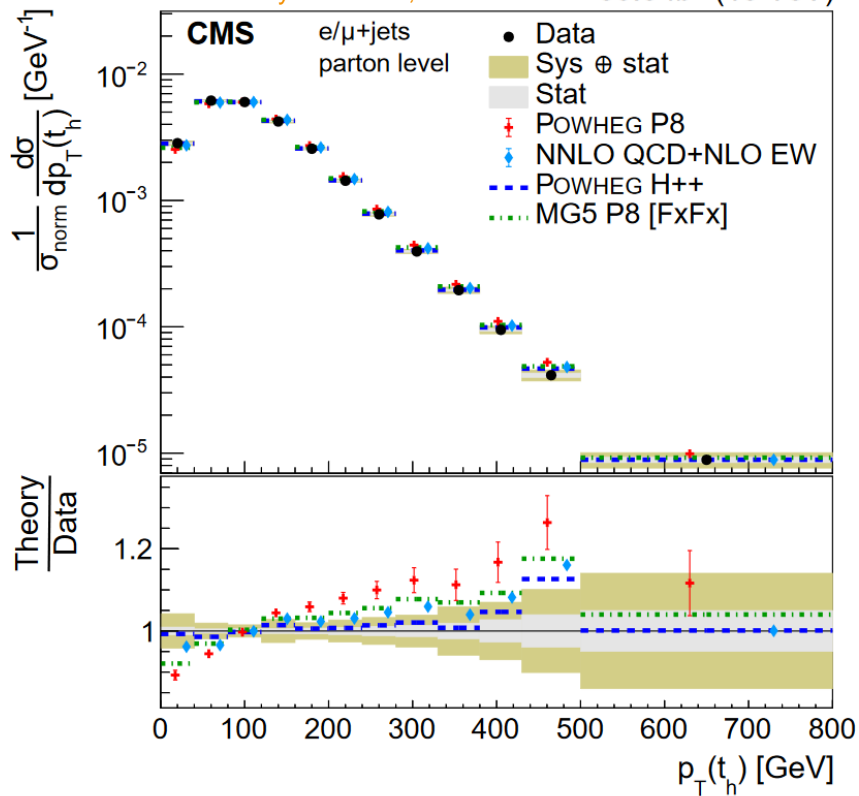 CMS
e/μ+jets
parton level
Data
Sys ⊕ stat
Stat
POWHEG P8
NNLO QCD+NLO EW
POWHEG H++
MG5 P8 [FxFx]
1/σnorm dσ/dpT(th) [GeV−1]
10−2
10−3
10−4
10−5
Theory/Data
1.2
1
0 100 200 300 400 500 600 700 800
pT(th) [GeV]